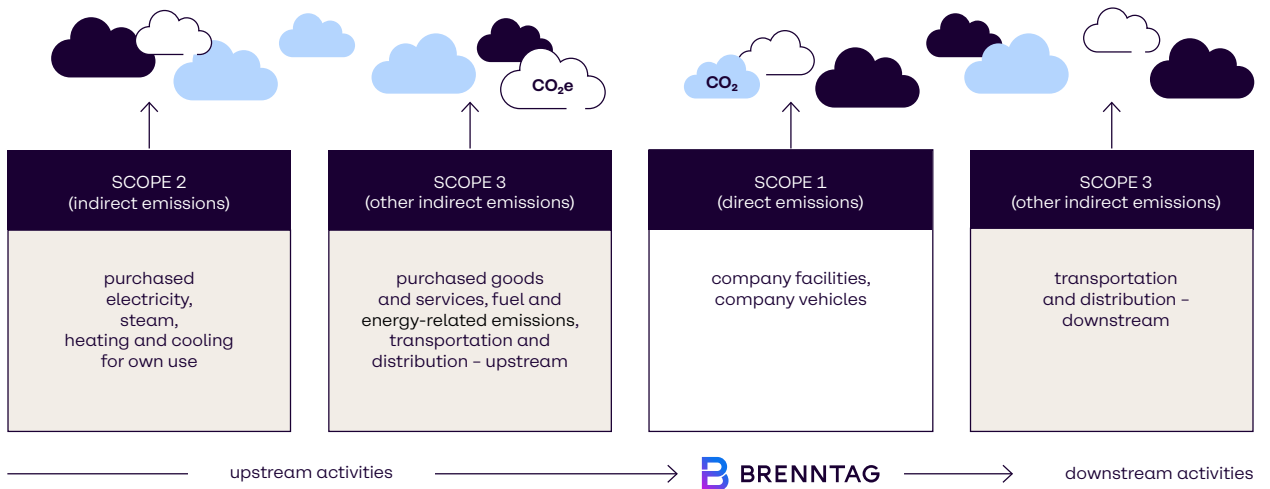 CO₂e
CO₂
SCOPE 2
(indirect emissions)
purchased
electricity,
steam,
heating and cooling
for own use
SCOPE 3
(other indirect emissions)
purchased goods
and services, fuel and
energy-related emissions,
transportation and
distribution – upstream
SCOPE 1
(direct emissions)
company facilities,
company vehicles
SCOPE 3
(other indirect emissions)
transportation
and distribution –
downstream
upstream activities
BRENNTAG
downstream activities